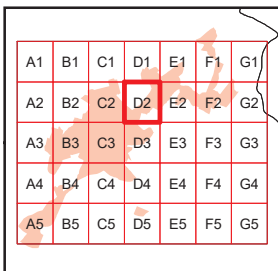 A1 B1 C1 D1 E1 F1 G1
A2 B2 C2 D2 E2 F2 G2
A3 B3 C3 D3 E3 F3 G3
A4 B4 C4 D4 E4 F4 G4
A5 B5 C5 D5 E5 F5 G5